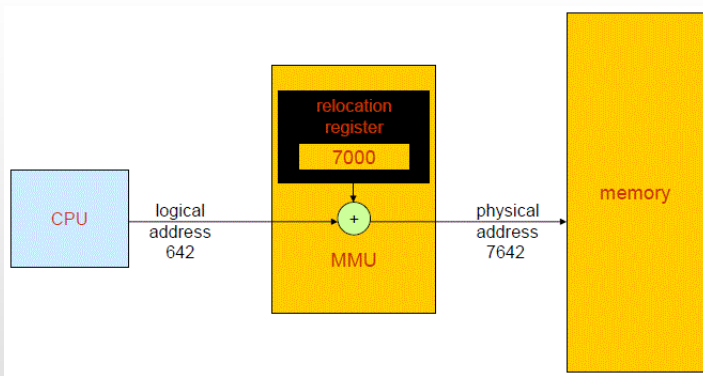 relocation
register
7000
CPU
logical
address
642
+
MMU
physical
address
7642
memory